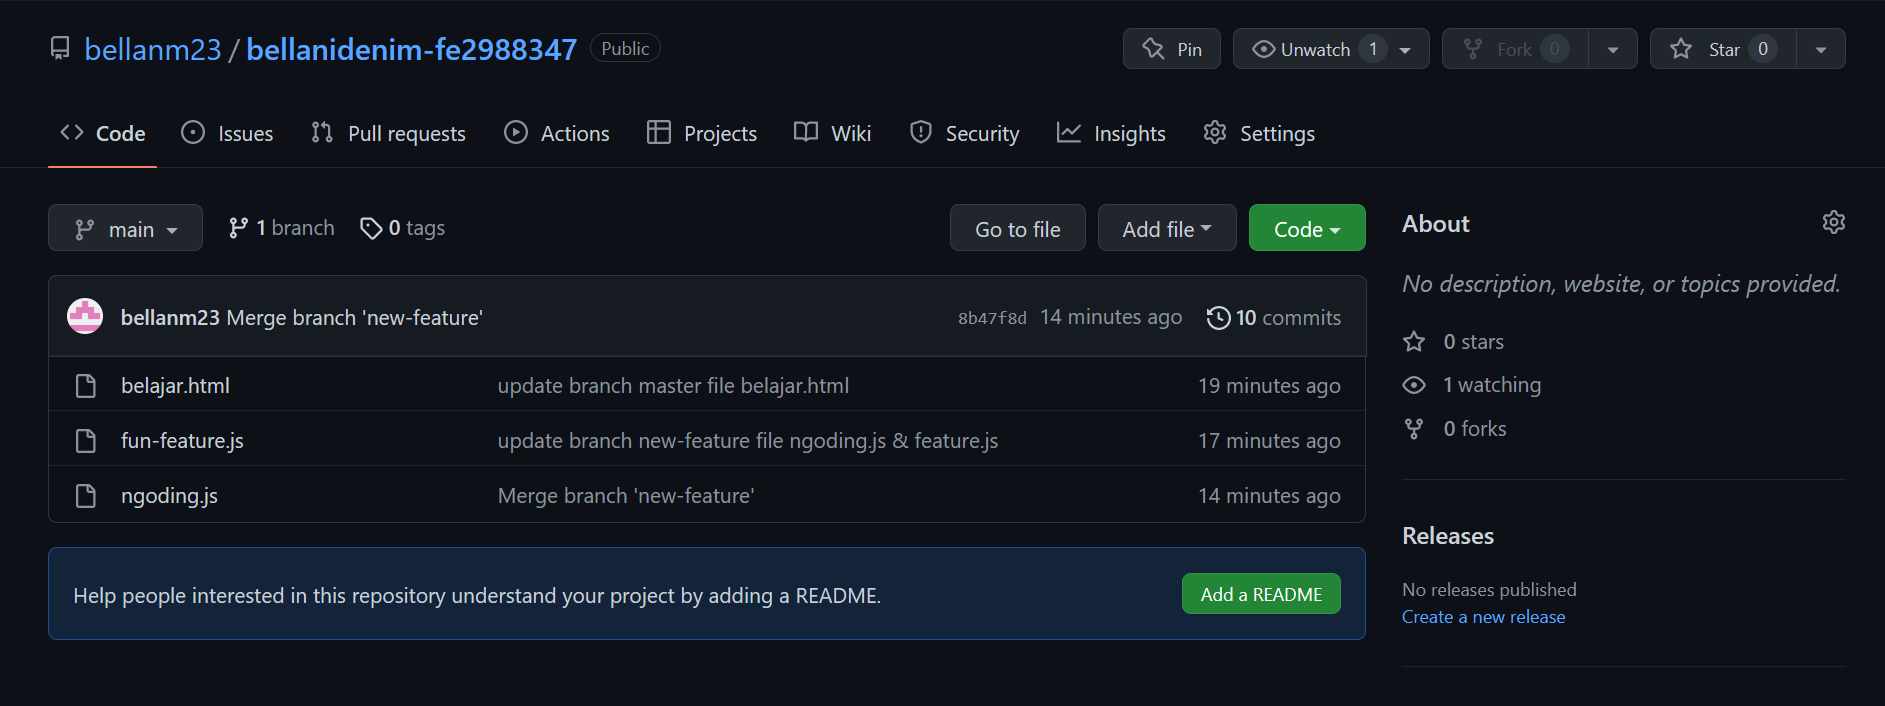 bellanm23 / bellanidenim-fe2988347 Public Pin Unwatch 1 Fork 0 Star 0
Code Issues Pull requests Actions Projects Wiki Security Insights Settings
main 1 branch 0 tags Go to file Add file Code
bellanm23 Merge branch 'new-feature' 8b47f8d 14 minutes ago 10 commits
belajar.html update branch master file belajar.html 19 minutes ago
fun-feature.js update branch new-feature file ngoding.js & feature.js 17 minutes ago
ngoding.js Merge branch 'new-feature' 14 minutes ago
Help people interested in this repository understand your project by adding a README. Add a README
About
No description, website, or topics provided.
0 stars
1 watching
0 forks
Releases
No releases published
Create a new release